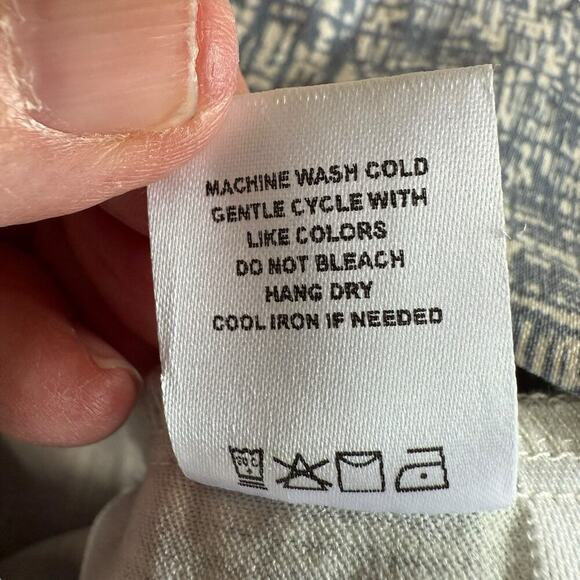 MACHINE WASH COLD
GENTLE CYCLE WITH
LIKE COLORS
DO NOT BLEACH
HANG DRY
COOL IRON IF NEEDED